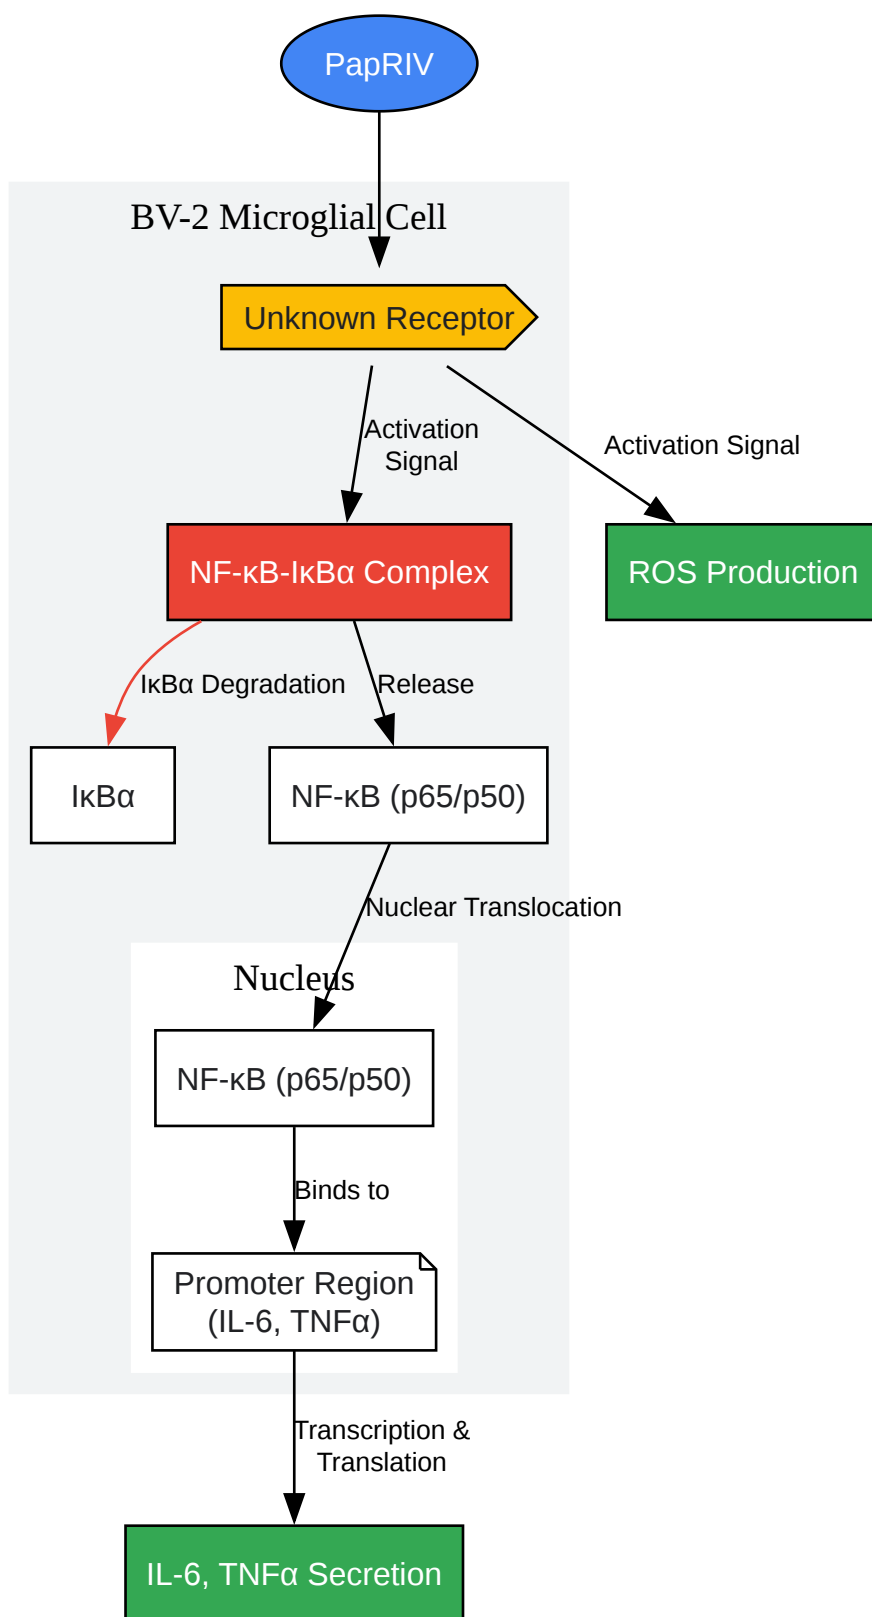 PapRIV
BV-2 Microglial Cell
Unknown Receptor
Activation
Signal
Activation Signal
NF-κB-IκBα Complex
ROS Production
IκBα Degradation
Release
IκBα
NF-κB (p65/p50)
Nuclear Translocation
Nucleus
NF-κB (p65/p50)
Binds to
Promoter Region
(IL-6, TNFα)
Transcription &
Translation
IL-6, TNFα Secretion